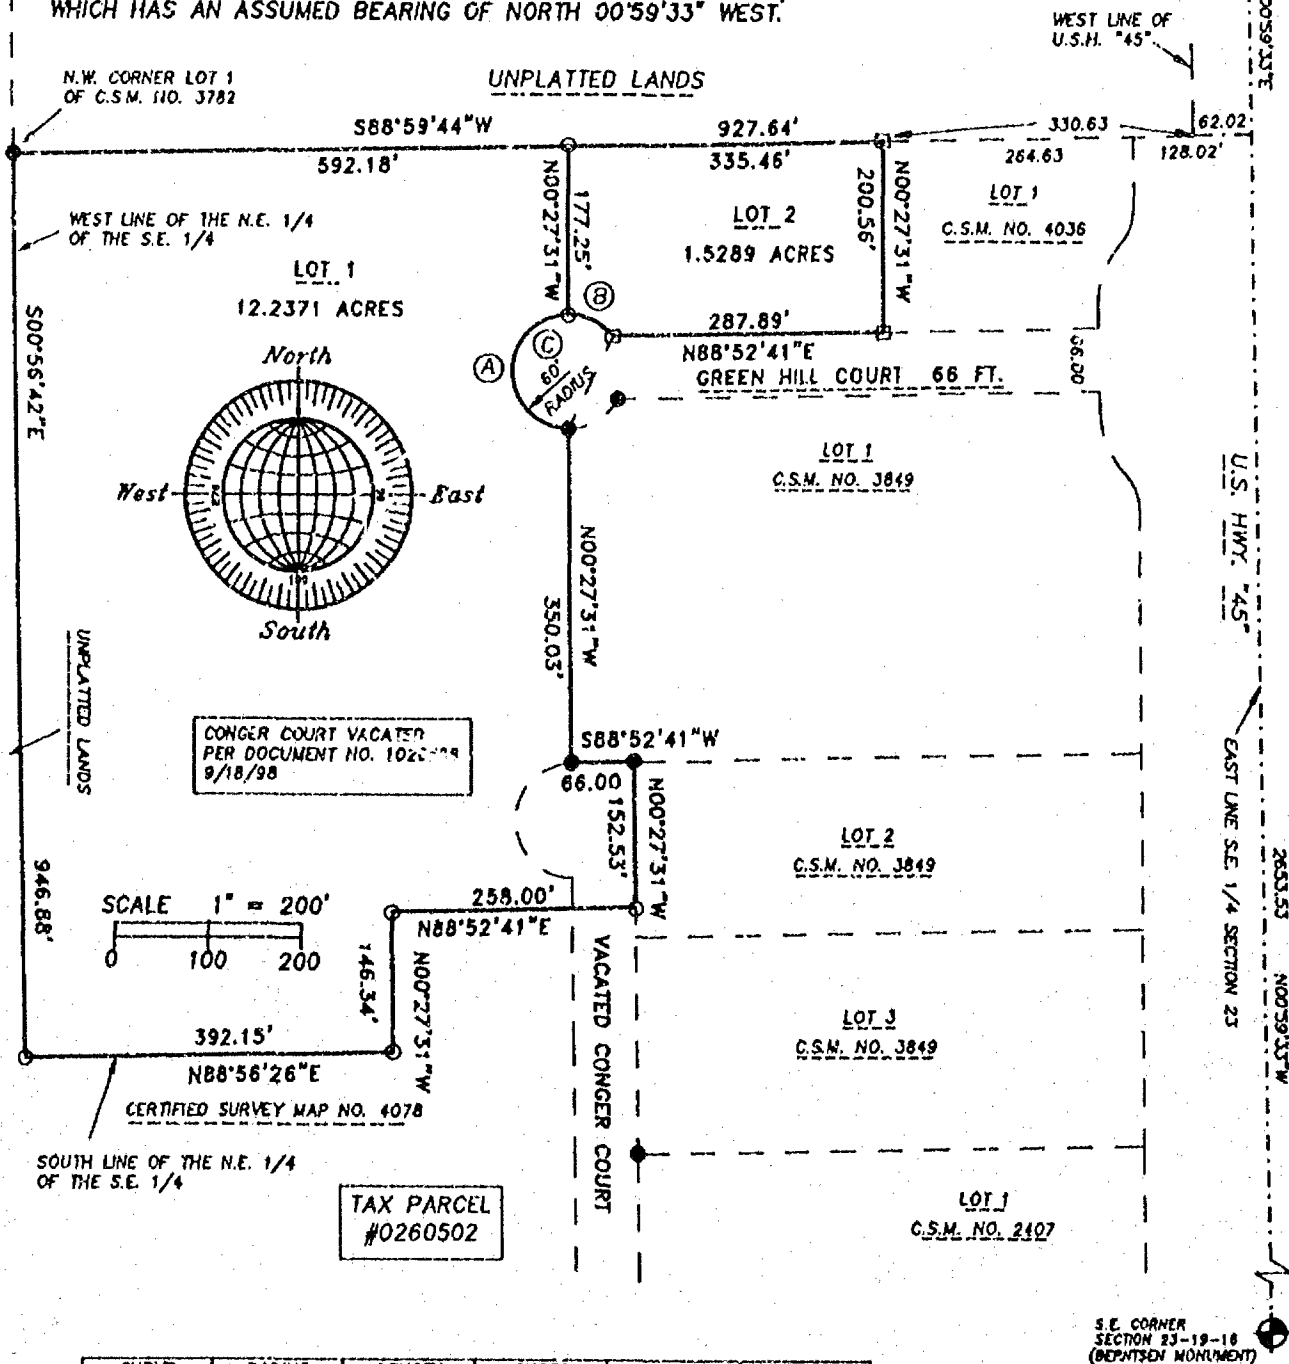 WHICH HAS AN ASSUMED BEARING OF NORTH 00°59'33" WEST.
WEST LINE OF
U.S.H. "45"
00°59'33"E
N.W. CORNER LOT 1
OF C.S.M. NO. 3782
UNPLATTED LANDS
S88°59'44"W
592.18'
927.64'
335.46'
330.63
62.02
264.63
128.02'
WEST LINE OF THE N.E. 1/4
OF THE S.E. 1/4
N00°27'31"W
177.25'
LOT 2
1.5289 ACRES
200.56'
N00°27'31"W
LOT 1
C.S.M. NO. 4036
LOT 1
12.2371 ACRES
S00°56'42"E
B
A
C
60'
RADIUS
287.89'
N88°52'41"E
GREEN HILL COURT 66 FT.
66.00
North
West
East
South
LOT 1
C.S.M. NO. 3849
U.S. HWY. "45"
N00°27'31"W
350.03'
UNPLATTED LANDS
CONGER COURT VACATED
PER DOCUMENT NO.
9/18/98
S88°52'41"W
66.00
152.53'
N00°27'31"W
EAST LINE S.E. 1/4 SECTION 23
LOT 2
C.S.M. NO. 3849
2653.53 N00°59'33"W
946.88'
SCALE 1" = 200'
0 100 200
258.00'
N88°52'41"E
146.34'
N00°27'31"W
VACATED CONGER COURT
LOT 3
C.S.M. NO. 3849
392.15'
N88°56'26"E
CERTIFIED SURVEY MAP NO. 4078
SOUTH LINE OF THE N.E. 1/4
OF THE S.E. 1/4
TAX PARCEL
#0260502
LOT 1
C.S.M. NO. 2407
S.E. CORNER
SECTION 23-19-16
(BERNTSEN MONUMENT)